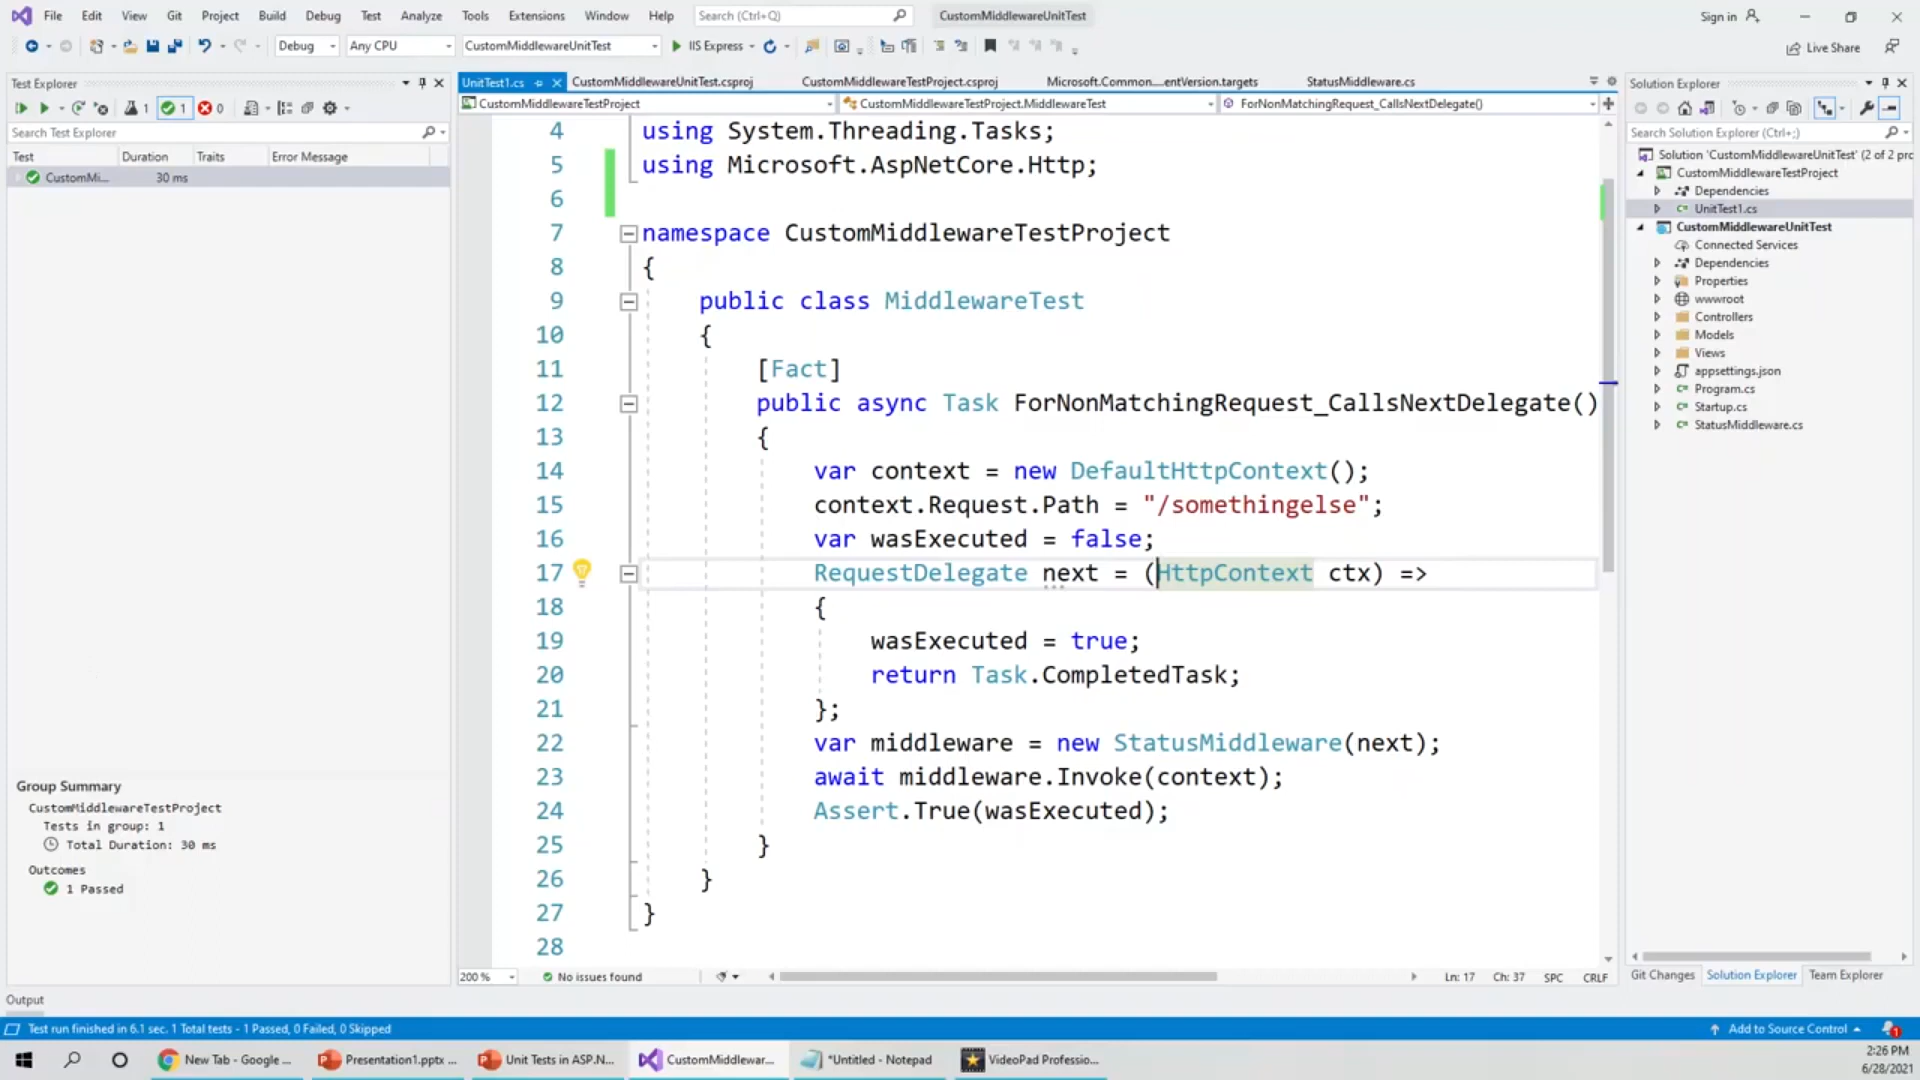 File Edit View Git Project Build Debug Test Analyze Tools Extensions Window Help Search (Ctrl+Q) CustomMiddlewareUnitTest Sign in
Debug Any CPU CustomMiddlewareUnitTest IIS Express Live Share
Test Explorer
1 1 0
Search Test Explorer
Test Duration Traits Error Message
CustomMi... 30 ms
Group Summary
CustomMiddlewareTestProject
Tests in group: 1
Total Duration: 30 ms
Outcomes
1 Passed
UnitTest1.cs CustomMiddlewareUnitTest.csproj CustomMiddlewareTestProject.csproj Microsoft.Common....entVersion.targets StatusMiddleware.cs
CustomMiddlewareTestProject CustomMiddlewareTestProject.MiddlewareTest ForNonMatchingRequest_CallsNextDelegate()
4 using System.Threading.Tasks;
5 using Microsoft.AspNetCore.Http;
6
7 namespace CustomMiddlewareTestProject
8 {
9 public class MiddlewareTest
10 {
11 [Fact]
12 public async Task ForNonMatchingRequest_CallsNextDelegate()
13 {
14 var context = new DefaultHttpContext();
15 context.Request.Path = "/somethingelse";
16 var wasExecuted = false;
17 RequestDelegate next = (HttpContext ctx) =>
18 {
19 wasExecuted = true;
20 return Task.CompletedTask;
21 };
22 var middleware = new StatusMiddleware(next);
23 await middleware.Invoke(context);
24 Assert.True(wasExecuted);
25 }
26 }
27 }
28
200 % No issues found Ln: 17 Ch: 37 SPC CRLF
Solution Explorer
Search Solution Explorer (Ctrl+;)
Solution 'CustomMiddlewareUnitTest' (2 of 2 pro
CustomMiddlewareTestProject
Dependencies
UnitTest1.cs
CustomMiddlewareUnitTest
Connected Services
Dependencies
Properties
wwwroot
Controllers
Models
Views
appsettings.json
Program.cs
Startup.cs
StatusMiddleware.cs
Git Changes Solution Explorer Team Explorer
Output
Test run finished in 6.1 sec. 1 Total tests - 1 Passed, 0 Failed, 0 Skipped Add to Source Control 1
New Tab - Google ... Presentation1.pptx ... Unit Tests in ASP.N... CustomMiddlewar... *Untitled - Notepad VideoPad Professio... 2:26 PM
6/28/2021